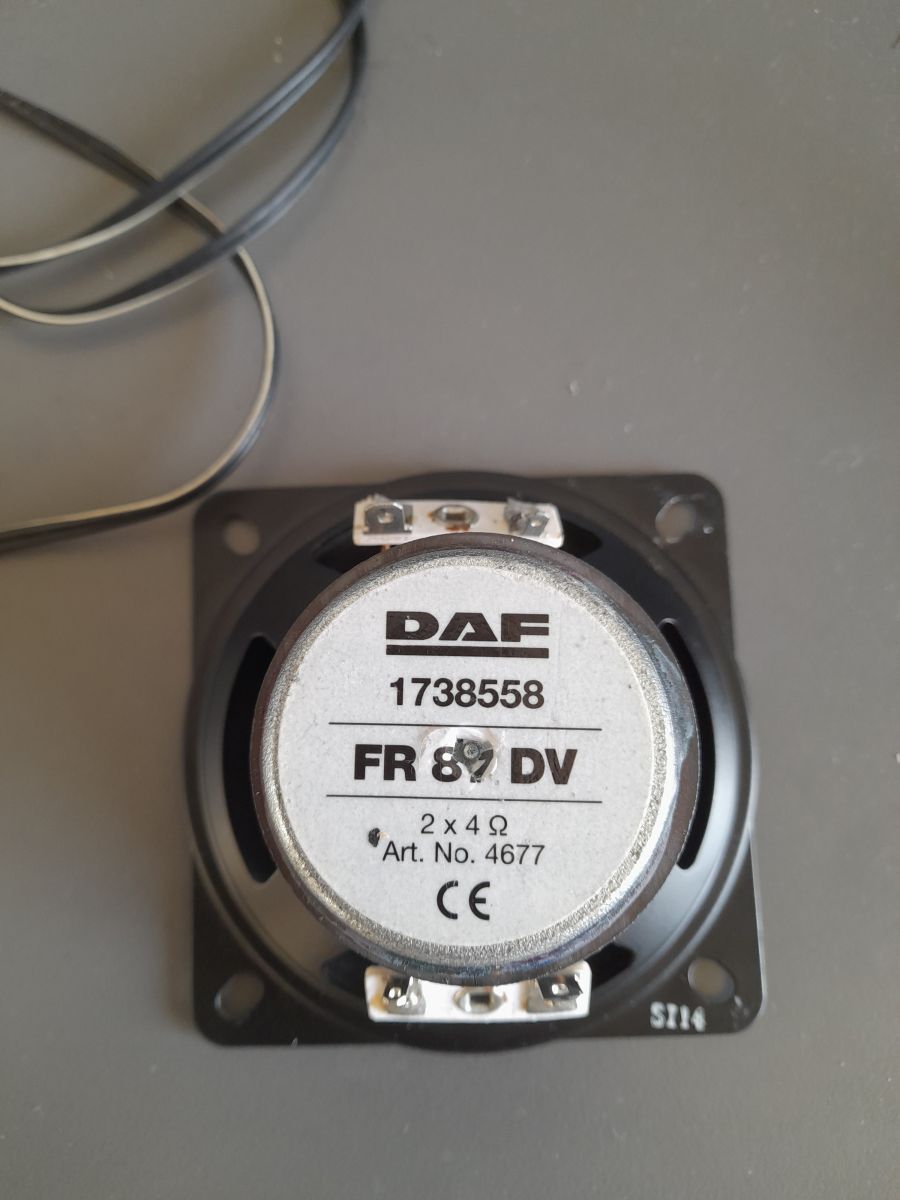 DAF
1738558
FR 87 DV
2 x 4 Ω
Art. No. 4677
CE
SI14